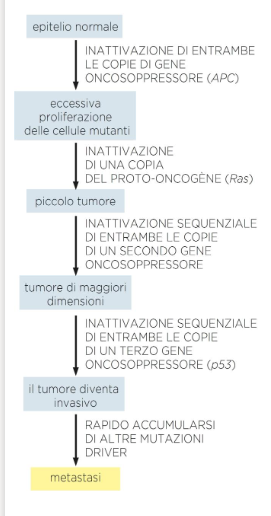 epitelio normale
INATTIVAZIONE DI ENTRAMBE
LE COPIE DI GENE
ONCOSOPPRESSORE (APC)
eccessiva
proliferazione
delle cellule mutanti
INATTIVAZIONE
DI UNA COPIA
DEL PROTO-ONCOGÈNE (Ras)
piccolo tumore
INATTIVAZIONE SEQUENZIALE
DI ENTRAMBE LE COPIE
DI UN SECONDO GENE
ONCOSOPPRESSORE
tumore di maggiori
dimensioni
INATTIVAZIONE SEQUENZIALE
DI ENTRAMBE LE COPIE
DI UN TERZO GENE
ONCOSOPPRESSORE (p53)
il tumore diventa
invasivo
RAPIDO ACCUMULARSI
DI ALTRE MUTAZIONI
DRIVER
metastasi